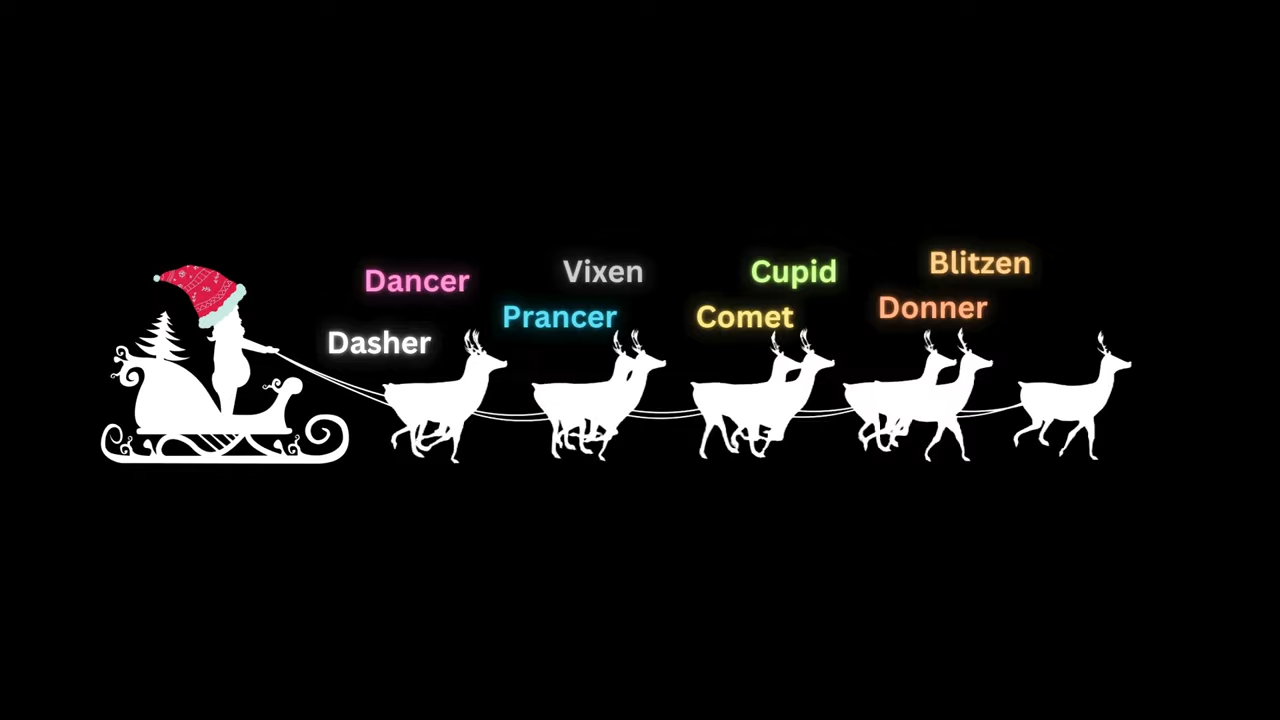 Dancer
Dasher
Vixen
Prancer
Cupid
Comet
Blitzen
Donner